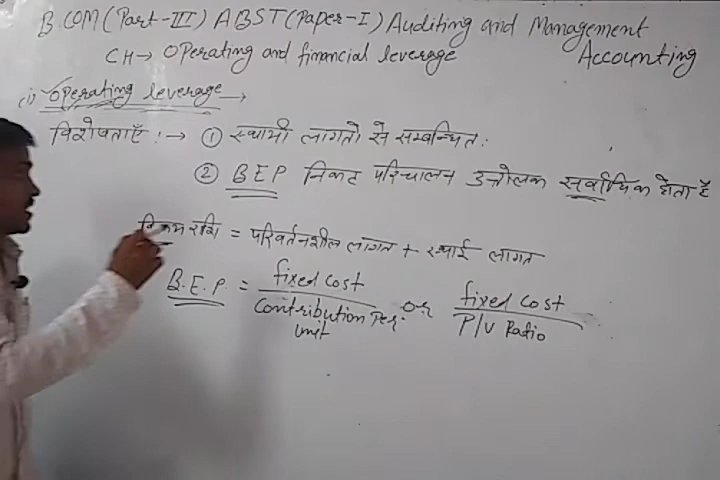 B COM (Part-III) ABST (Paper-I) Auditing and Management Accounting
CH→ Operating and financial leverage
(i) Operating leverage →
विशेषताएँ :→ ① स्थायी लागतो से सम्बन्धित :
② BEP निकट परिचालन उत्तोलक सर्वाधिक होता है
विक्रय राशि = परिवर्तनशील लागत + स्थाई लागत
B.E.P. = fixed cost / Contribution Per. Unit or fixed cost / P/V Ratio